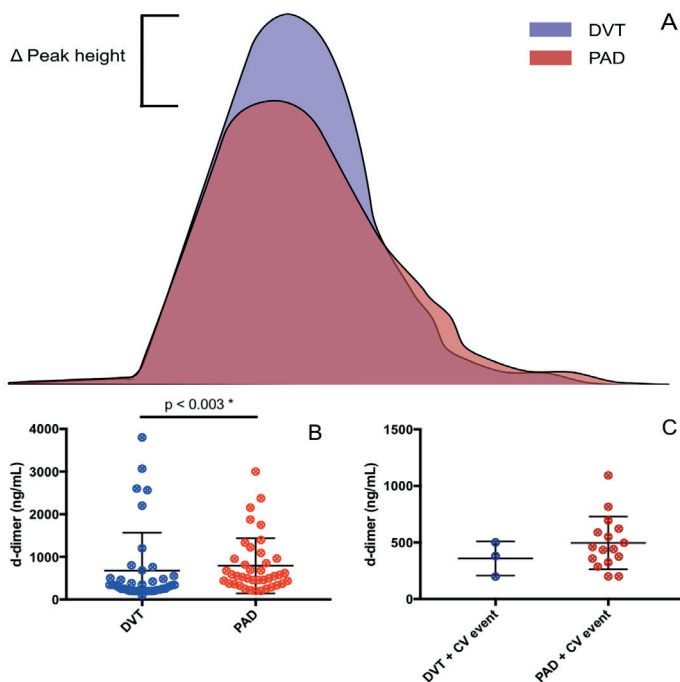 A
DVT
PAD
Δ Peak height
p < 0.003 *
B
d-dimer (ng/mL)
4000
3000
2000
1000
0
DVT
PAD
C
d-dimer (ng/mL)
1500
1000
500
0
DVT + CV event
PAD + CV event